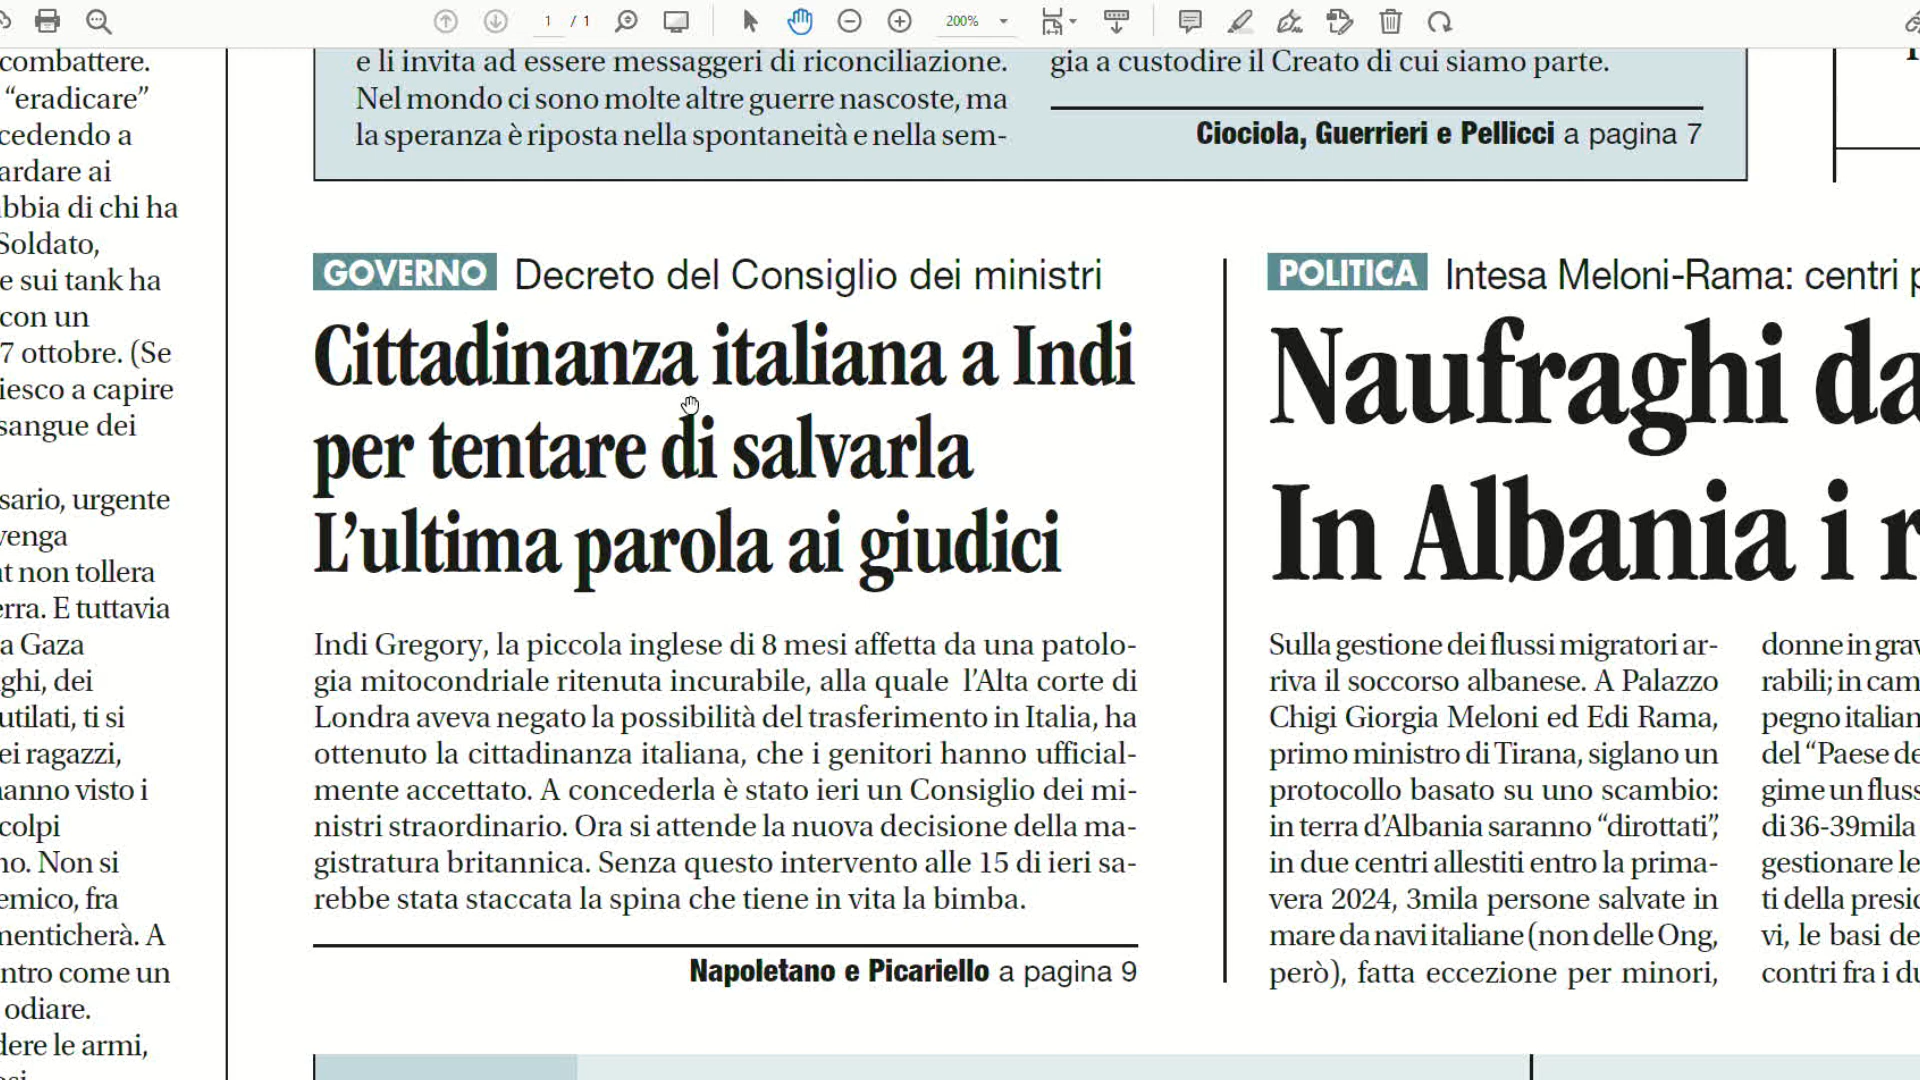 1 / 1
200%
combattere.
“eradicare”
cedendo a
ardare ai
bbia di chi ha
Soldato,
e sui tank ha
con un
7 ottobre. (Se
iesco a capire
sangue dei
sario, urgente
venga
nt non tollera
erra. E tuttavia
a Gaza
ghi, dei
utilati, ti si
ei ragazzi,
hanno visto i
colpi
no. Non si
emico, fra
menticherà. A
ntro come un
odiare.
dere le armi,
e li invita ad essere messaggeri di riconciliazione.
Nel mondo ci sono molte altre guerre nascoste, ma
la speranza è riposta nella spontaneità e nella sem-
gia a custodire il Creato di cui siamo parte.
Ciociola, Guerrieri e Pellicci a pagina 7
GOVERNO Decreto del Consiglio dei ministri
Cittadinanza italiana a Indi
per tentare di salvarla
L’ultima parola ai giudici
Indi Gregory, la piccola inglese di 8 mesi affetta da una patolo-
gia mitocondriale ritenuta incurabile, alla quale l’Alta corte di
Londra aveva negato la possibilità del trasferimento in Italia, ha
ottenuto la cittadinanza italiana, che i genitori hanno ufficial-
mente accettato. A concederla è stato ieri un Consiglio dei mi-
nistri straordinario. Ora si attende la nuova decisione della ma-
gistratura britannica. Senza questo intervento alle 15 di ieri sa-
rebbe stata staccata la spina che tiene in vita la bimba.
Napoletano e Picariello a pagina 9
POLITICA Intesa Meloni-Rama: centri p
Naufraghi da
In Albania i r
Sulla gestione dei flussi migratori ar-
riva il soccorso albanese. A Palazzo
Chigi Giorgia Meloni ed Edi Rama,
primo ministro di Tirana, siglano un
protocollo basato su uno scambio:
in terra d’Albania saranno “dirottati”,
in due centri allestiti entro la prima-
vera 2024, 3mila persone salvate in
mare da navi italiane (non delle Ong,
però), fatta eccezione per minori,
donne in grav
rabili; in cam
pegno italian
del “Paese de
gime un fluss
di 36-39mila
gestionare le
ti della presid
vi, le basi de
contri fra i du